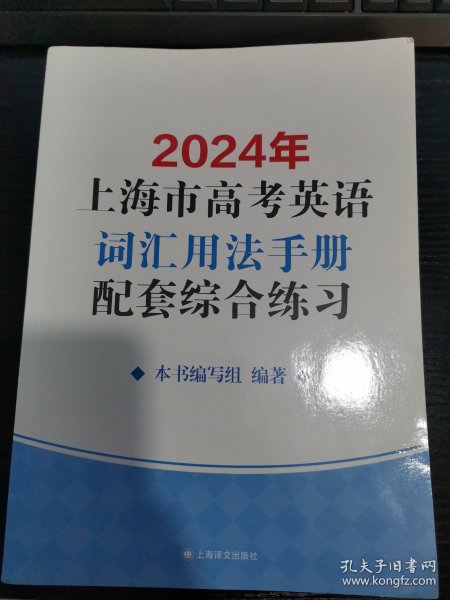 2024年
上海市高考英语
词汇用法手册
配套综合练习
◆ 本书编写组 编著 ◆
上海译文出版社
孔夫子旧书网
www.kongfz.com